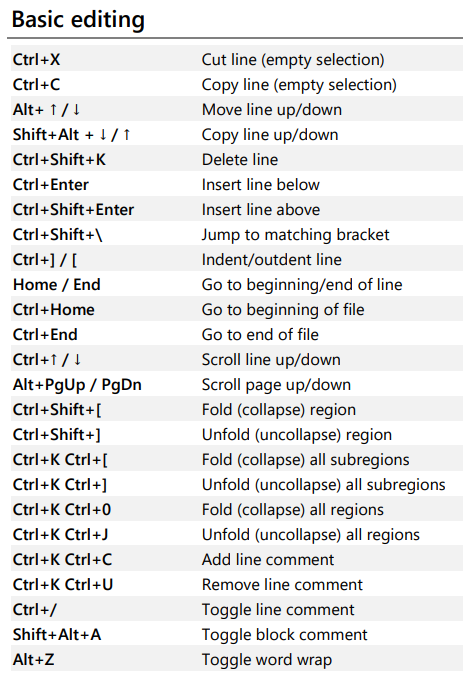 Basic editing
Ctrl+X Cut line (empty selection)
Ctrl+C Copy line (empty selection)
Alt+ ↑ / ↓ Move line up/down
Shift+Alt + ↓ / ↑ Copy line up/down
Ctrl+Shift+K Delete line
Ctrl+Enter Insert line below
Ctrl+Shift+Enter Insert line above
Ctrl+Shift+\ Jump to matching bracket
Ctrl+] / [ Indent/outdent line
Home / End Go to beginning/end of line
Ctrl+Home Go to beginning of file
Ctrl+End Go to end of file
Ctrl+↑ / ↓ Scroll line up/down
Alt+PgUp / PgDn Scroll page up/down
Ctrl+Shift+[ Fold (collapse) region
Ctrl+Shift+] Unfold (uncollapse) region
Ctrl+K Ctrl+[ Fold (collapse) all subregions
Ctrl+K Ctrl+] Unfold (uncollapse) all subregions
Ctrl+K Ctrl+0 Fold (collapse) all regions
Ctrl+K Ctrl+J Unfold (uncollapse) all regions
Ctrl+K Ctrl+C Add line comment
Ctrl+K Ctrl+U Remove line comment
Ctrl+/ Toggle line comment
Shift+Alt+A Toggle block comment
Alt+Z Toggle word wrap